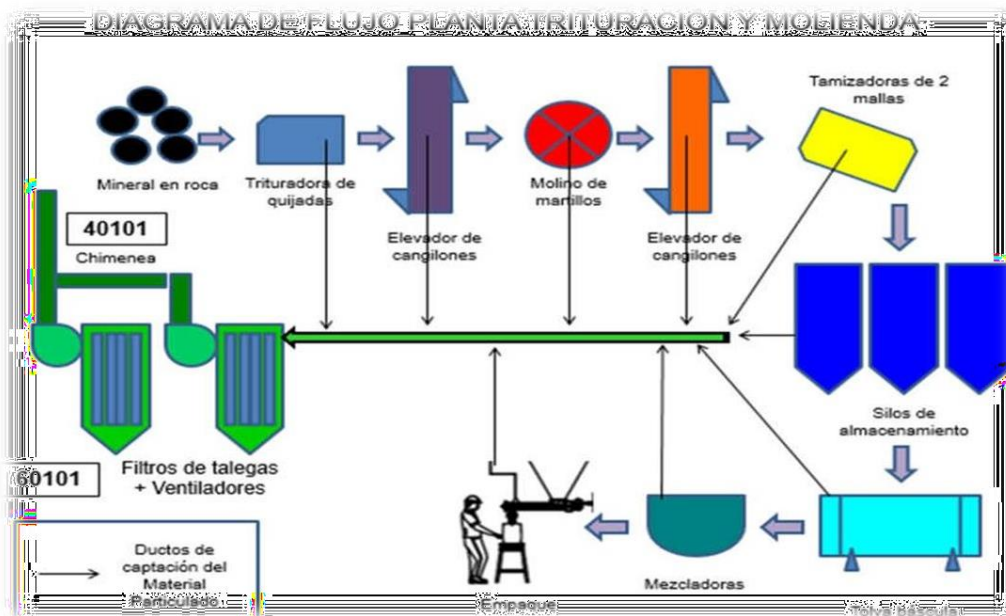 DIAGRAMA DE FLUJO PLANTA TRITURACION Y MOLIENDA
Tamizadoras de 2
mallas
Mineral en roca
Trituradora de
quijadas
Molino de
martillos
Elevador de
cangilones
Elevador de
cangilones
40101
Chimenea
Silos de
almacenamiento
60101
Filtros de talegas
+ Ventiladores
Ductos de
captación del
Material
Particulado
Mezcladoras
Empaque
Tolva Bascula